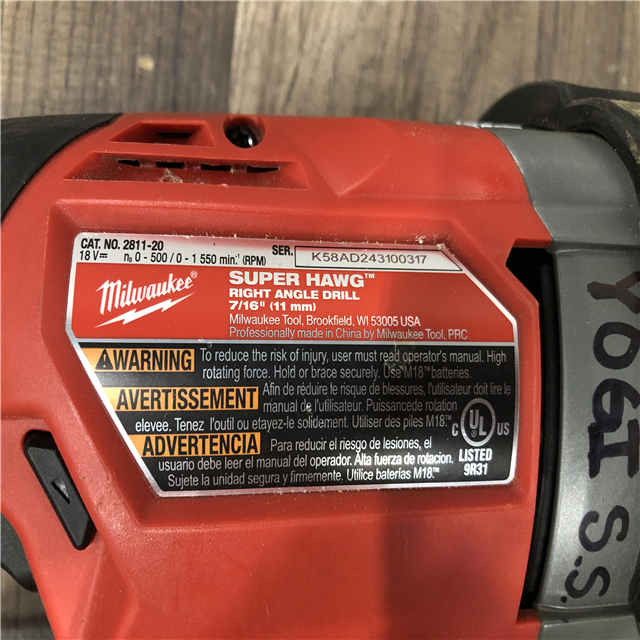 CAT. NO. 2811-20
18 V⎓ n₀ 0 - 500 / 0 - 1 550 min.⁻¹ (RPM)
SER. K58AD243100317
Milwaukee
SUPER HAWG™
RIGHT ANGLE DRILL
7/16" (11 mm)
Milwaukee Tool, Brookfield, WI 53005 USA
Professionally made in China by Milwaukee Tool, PRC
WARNING To reduce the risk of injury, user must read operator's manual. High
rotating force. Hold or brace securely. Use M18™ batteries.
AVERTISSEMENT Afin de réduire le risque de blessures, l'utilisateur doit lire le
manuel de l'utilisateur. Puissance de rotation
elevee. Tenez l'outil ou etayez-le solidement. Utiliser des piles M18.™
ADVERTENCIA Para reducir el riesgo de lesiones, el
usuario debe leer el manual del operador. Alta fuerza de rotacion.
Sujete la unidad segura y firmamente. Utilice baterías M18.™
C UL US
LISTED
9R31
YOGI S.S.